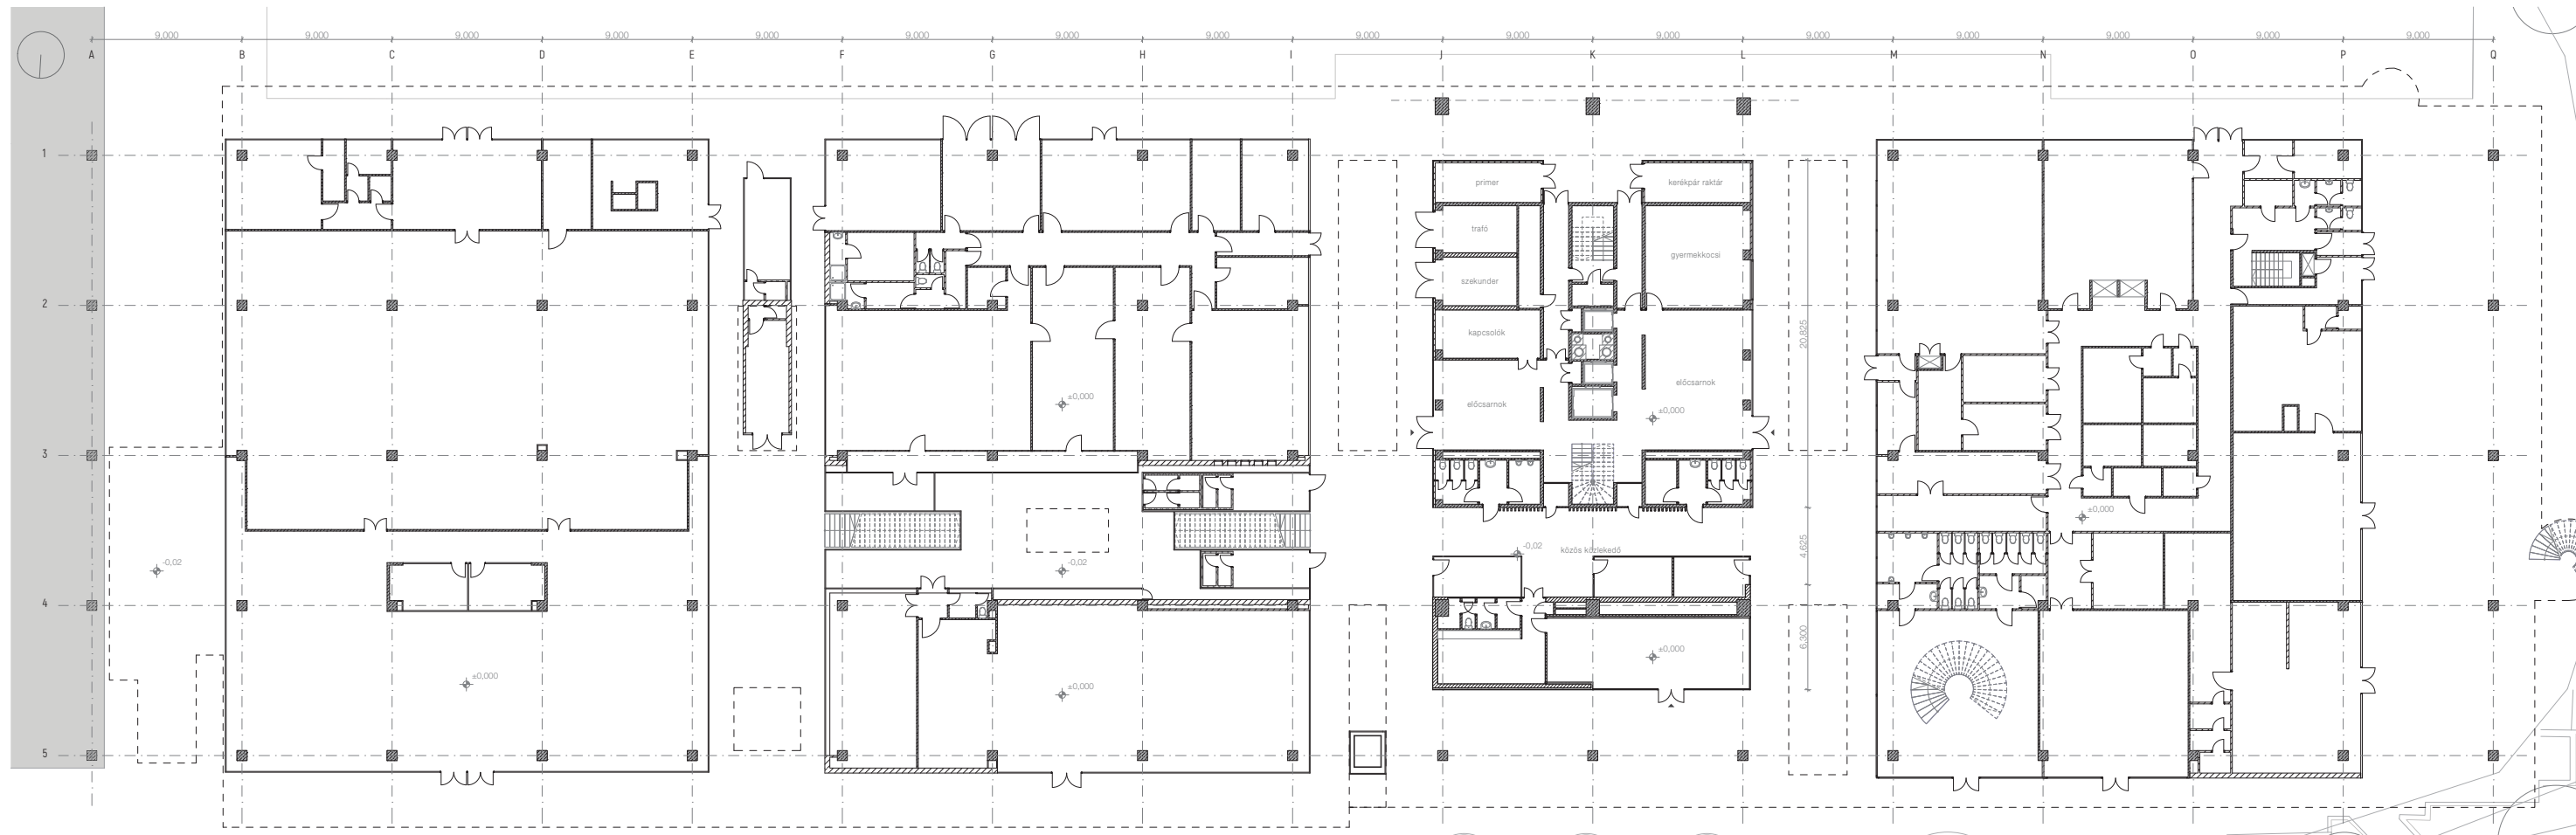 9,000 9,000 9,000 9,000 9,000 9,000 9,000 9,000 9,000 9,000 9,000 9,000 9,000 9,000 9,000 9,000
A B C D E F G H I J K L M N O P Q
1
primer
kerékpár raktár
trafó
gyermekkocsi
szekunder
2
kapcsolók
20,825
előcsarnok
±0,000
előcsarnok
±0,000
3
±0,000
-0,02
közös közlekedő
4,625
-0,02
-0,02
4
6,300
±0,000
±0,000
±0,000
5